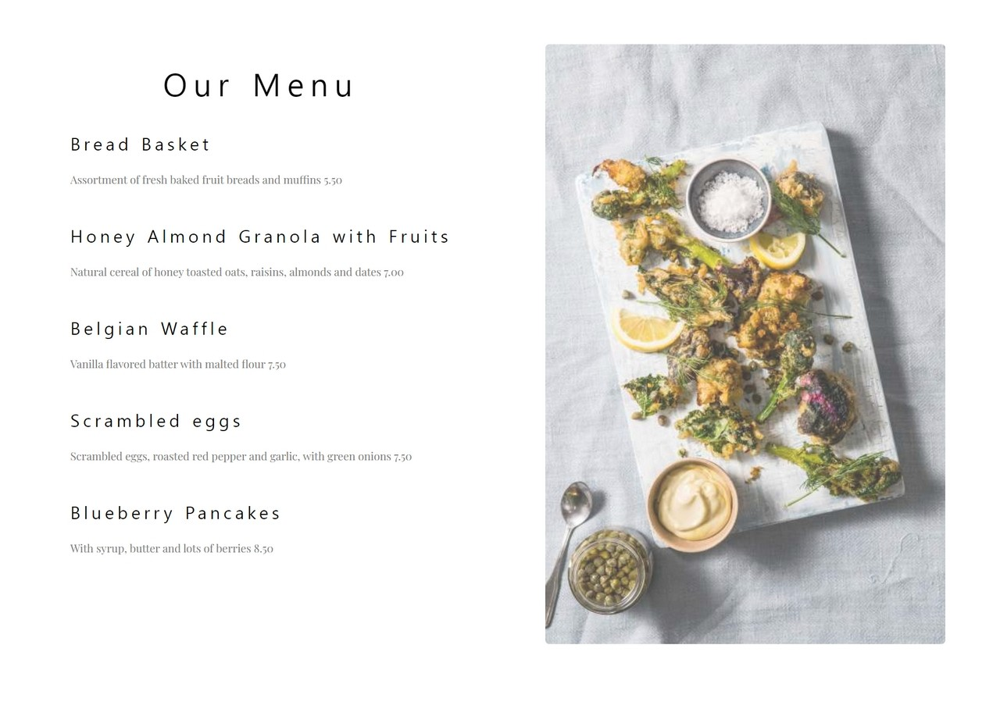 Our Menu
Bread Basket
Assortment of fresh baked fruit breads and muffins 5.50
Honey Almond Granola with Fruits
Natural cereal of honey toasted oats, raisins, almonds and dates 7.00
Belgian Waffle
Vanilla flavored batter with malted flour 7.50
Scrambled eggs
Scrambled eggs, roasted red pepper and garlic, with green onions 7.50
Blueberry Pancakes
With syrup, butter and lots of berries 8.50